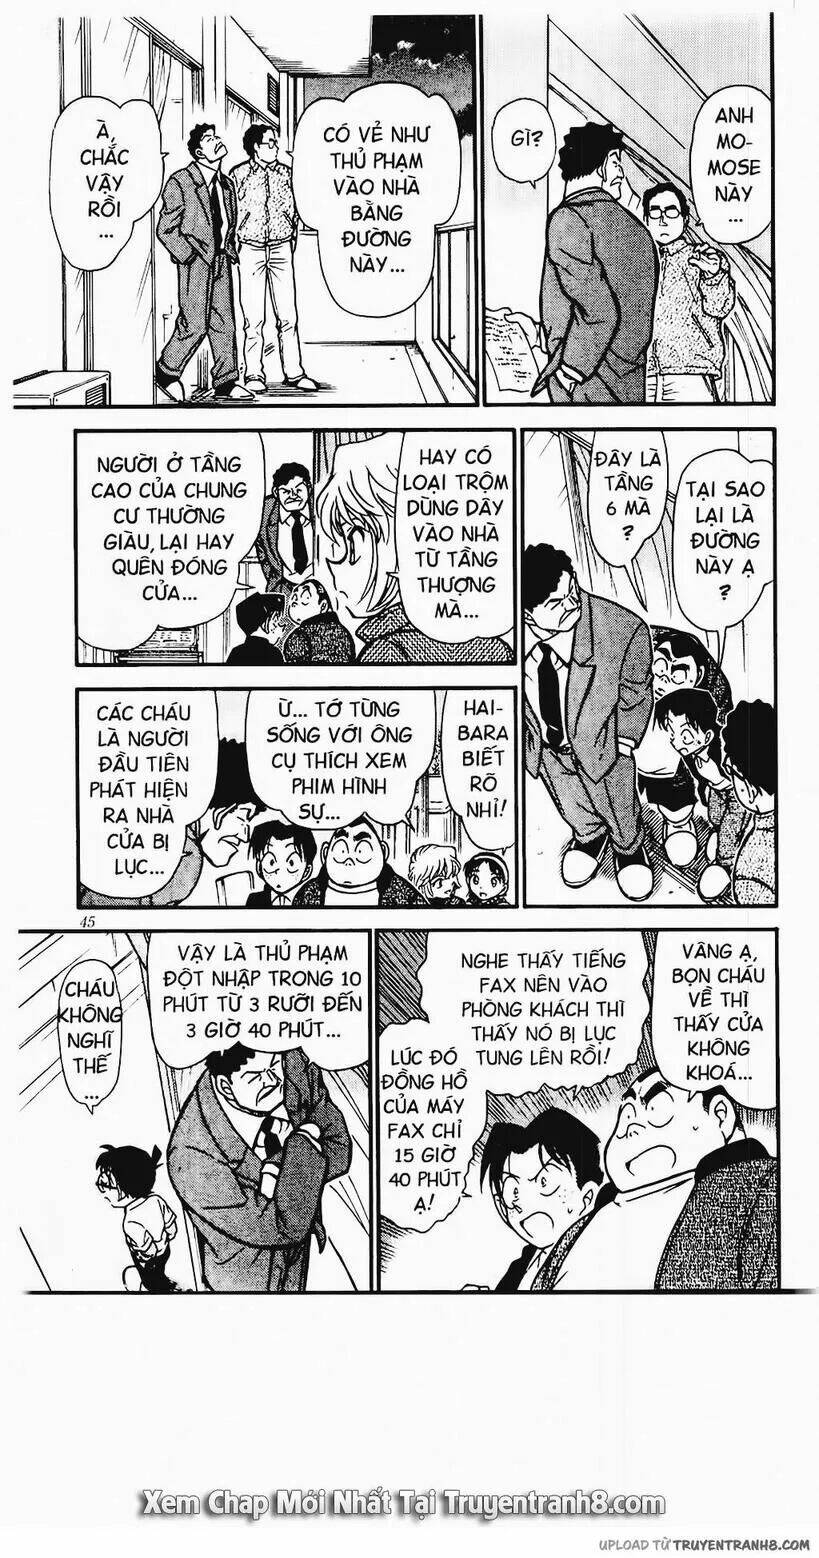 ANH
MO-
MOSE
NÀY
...
GÌ?
CÓ VẺ NHƯ
THỦ PHẠM
VÀO NHÀ
BẰNG
ĐƯỜNG
NÀY...
À,
CHẮC
VẬY
RỒI
...
TẠI SAO
LẠI LÀ
ĐƯỜNG
NÀY Ạ
?
ĐÂY LÀ
TẦNG
6 MÀ
?
HAY CÓ
LOẠI TRỘM
DÙNG DÂY
VÀO NHÀ
TỪ TẦNG
THƯỢNG
MÀ...
NGƯỜI Ở TẦNG
CAO CỦA CHUNG
CƯ THƯỜNG
GIÀU, LẠI HAY
QUÊN ĐÓNG
CỬA...
HAI-
BARA
BIẾT
RÕ
NHỈ!
Ừ... TỚ TỪNG
SỐNG VỚI ÔNG
CỤ THÍCH XEM
PHIM HÌNH
SỰ...
CÁC CHÁU
LÀ NGƯỜI
ĐẦU TIÊN
PHÁT HIỆN
RA NHÀ
CỬA BỊ
LỤC...
45
VÂNG Ạ,
BỌN CHÁU
VỀ THÌ
THẤY CỬA
KHÔNG
KHOÁ...
NGHE THẤY TIẾNG
FAX NÊN VÀO
PHÒNG KHÁCH THÌ
THẤY NÓ BỊ LỤC
TUNG LÊN RỒI!
LÚC ĐÓ
ĐỒNG HỒ
CỦA MÁY
FAX CHỈ
15 GIỜ
40 PHÚT
Ạ!
VẬY LÀ THỦ PHẠM
ĐỘT NHẬP TRONG 10
PHÚT TỪ 3 RƯỠI ĐẾN
3 GIỜ 40 PHÚT...
CHÁU
KHÔNG
NGHĨ
THẾ
...
Xem Chap Mới Nhất Tại Truyentranh8.com
UPLOAD TỪ TRUYENTRANH8.COM